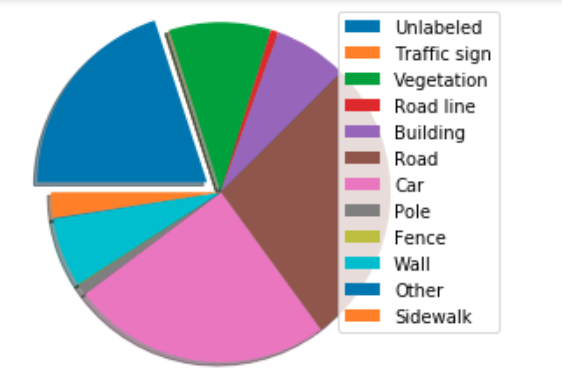 Unlabeled
Traffic sign
Vegetation
Road line
Building
Road
Car
Pole
Fence
Wall
Other
Sidewalk